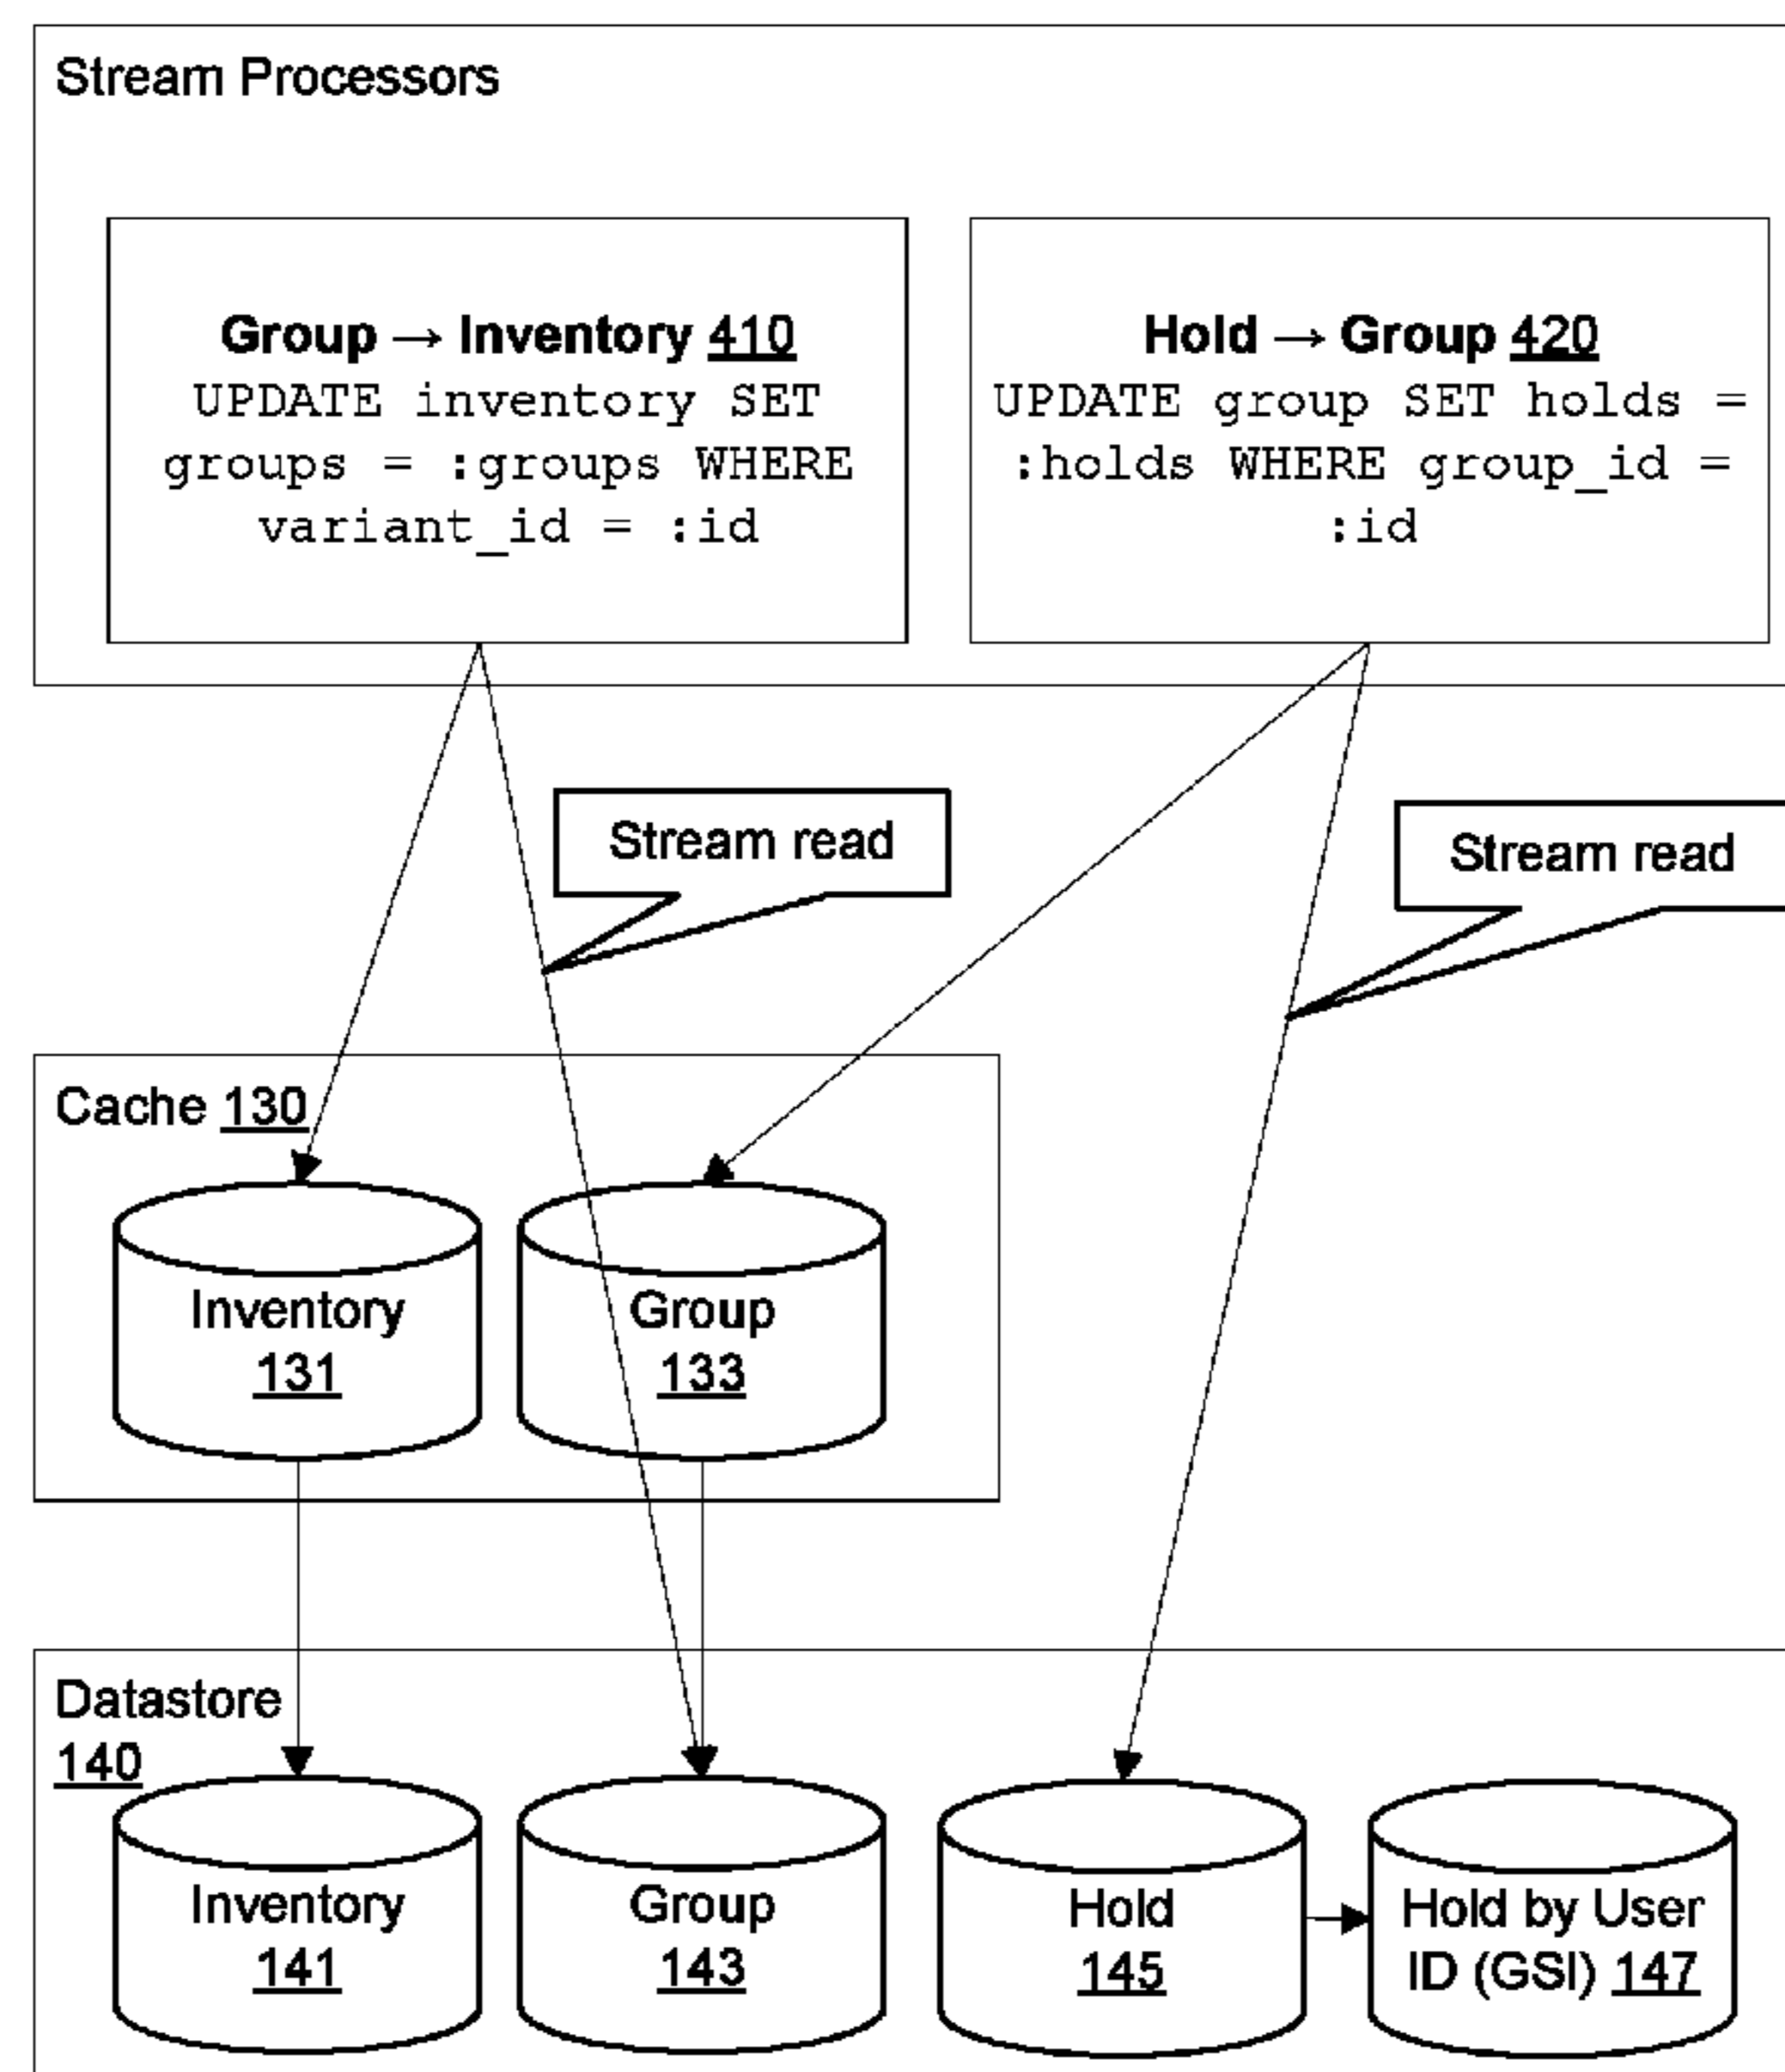 Stream Processors
Group → Inventory 410
UPDATE inventory SET
groups = :groups WHERE
variant_id = :id
Hold → Group 420
UPDATE group SET holds =
:holds WHERE group_id =
:id
Stream read
Stream read
Cache 130
Inventory
131
Group
133
Datastore
140
Inventory
141
Group
143
Hold
145
Hold by User
ID (GSI) 147